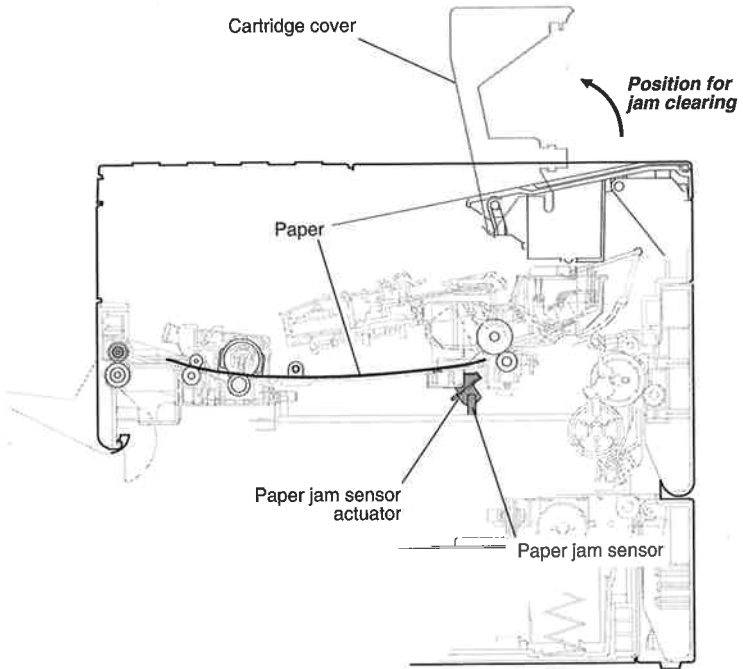 Cartridge cover
Position for
jam clearing
Paper
Paper jam sensor
actuator
Paper jam sensor